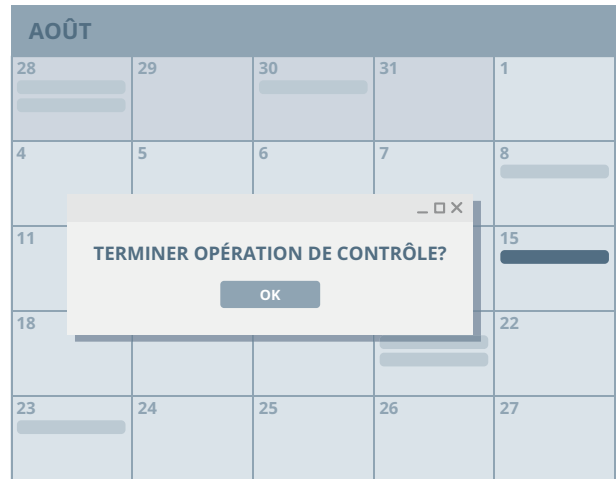 AOÛT
28 29 30 31 1
4 5 6 7 8
TERMINER OPÉRATION DE CONTRÔLE?
OK
11 15
18 22
23 24 25 26 27